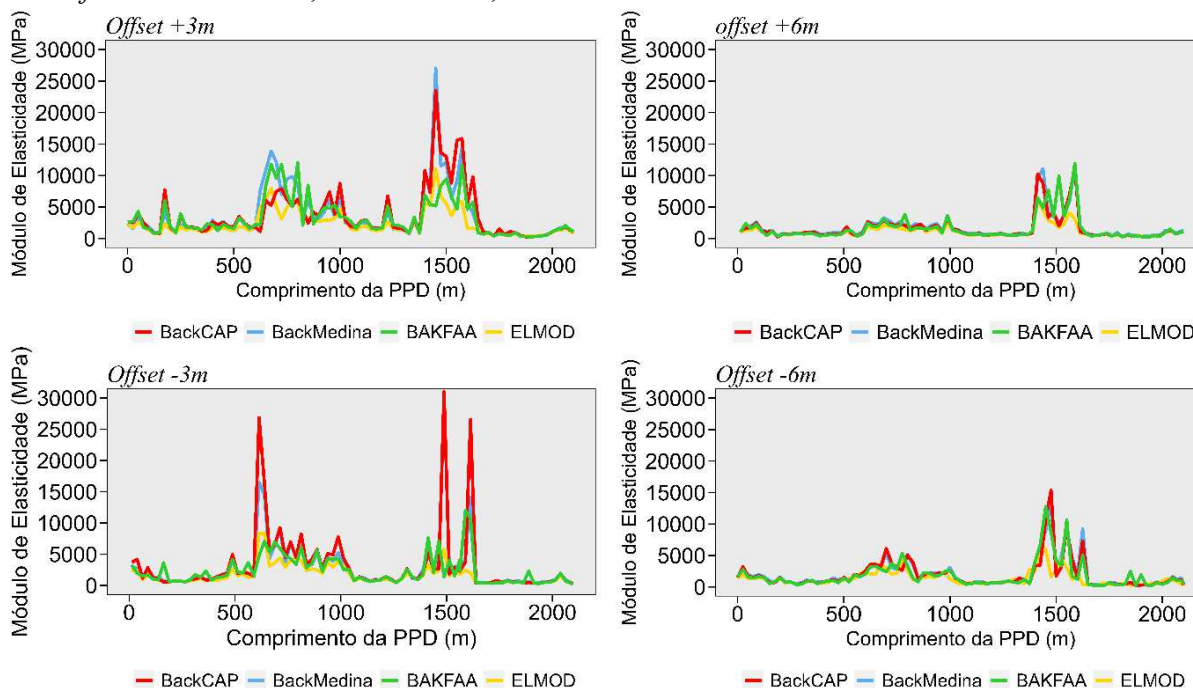 Offset +3m
Módulo de Elasticidade (MPa)
30000
25000
20000
15000
10000
5000
0
0 500 1000 1500 2000
Comprimento da PPD (m)
BackCAP BackMedina BAKFAA ELMOD
offset +6m
Módulo de Elasticidade (MPa)
30000
25000
20000
15000
10000
5000
0
0 500 1000 1500 2000
Comprimento da PPD (m)
BackCAP BackMedina BAKFAA ELMOD
Offset -3m
Módulo de Elasticidade (MPa)
30000
25000
20000
15000
10000
5000
0
0 500 1000 1500 2000
Comprimento da PPD (m)
BackCAP BackMedina BAKFAA ELMOD
Offset -6m
Módulo de Elasticidade (MPa)
30000
25000
20000
15000
10000
5000
0
0 500 1000 1500 2000
Comprimento da PPD (m)
BackCAP BackMedina BAKFAA ELMOD